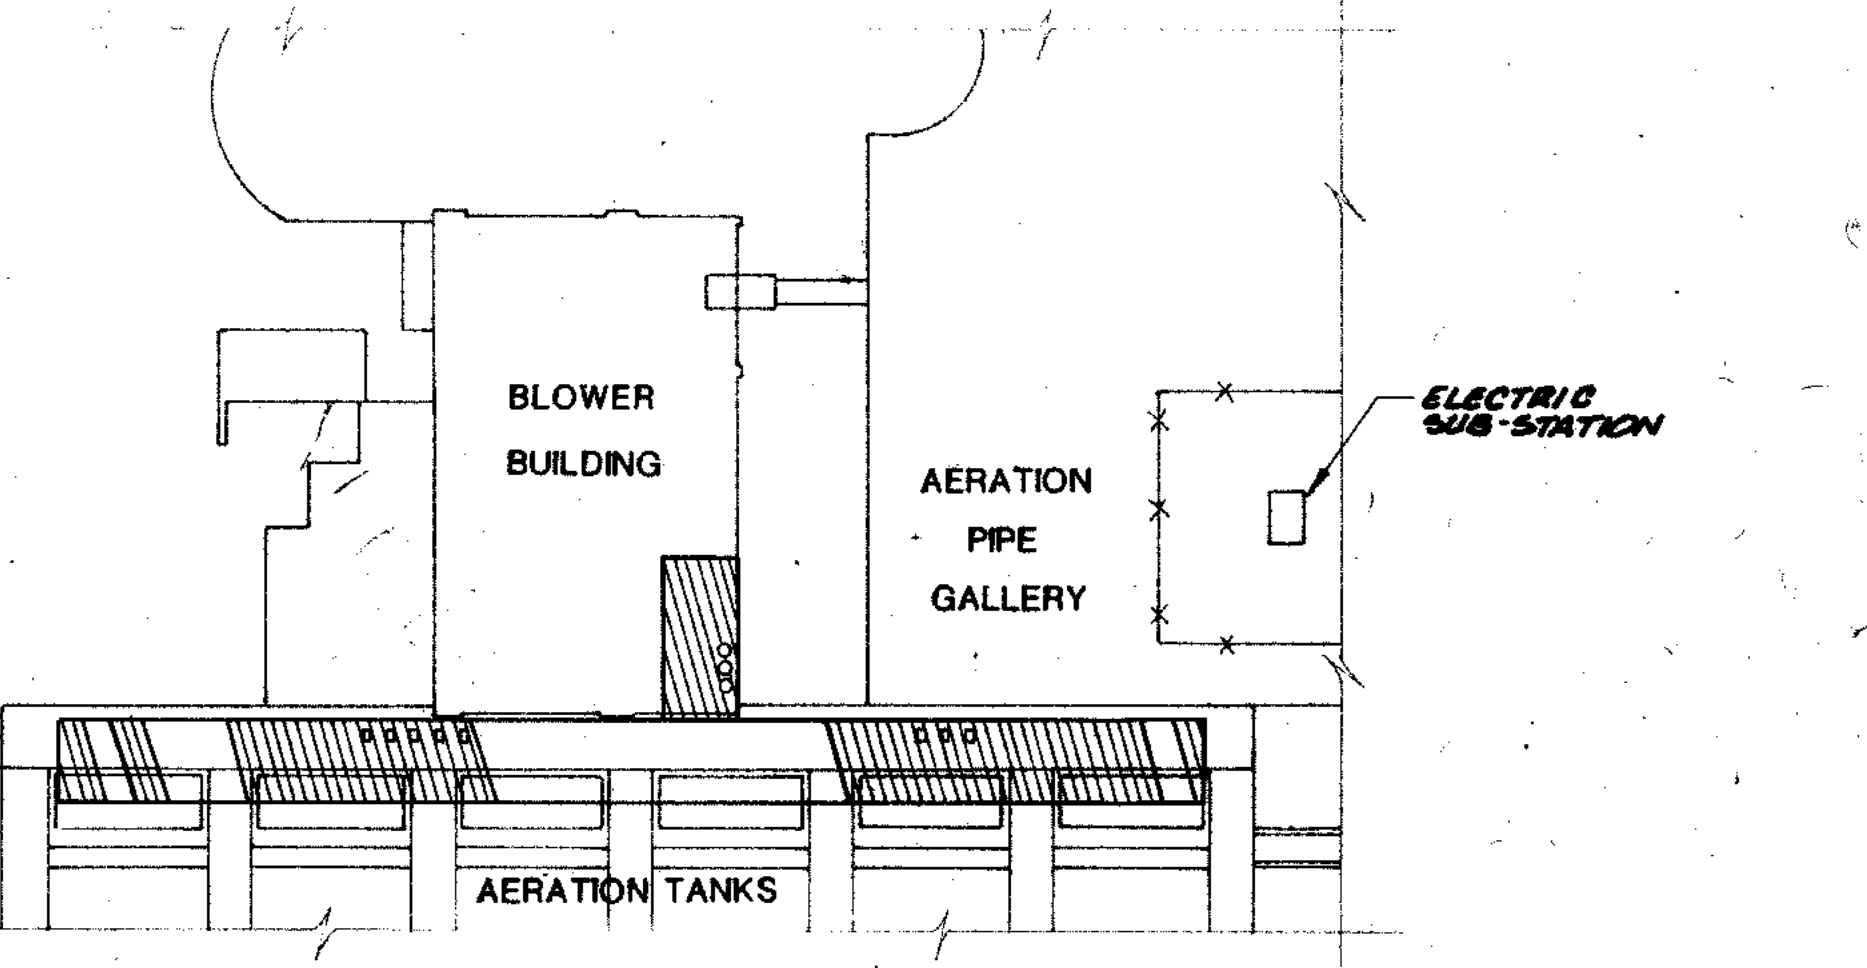 BLOWER
BUILDING
ELECTRIC
SUB-STATION
AERATION
PIPE
GALLERY
AERATION TANKS